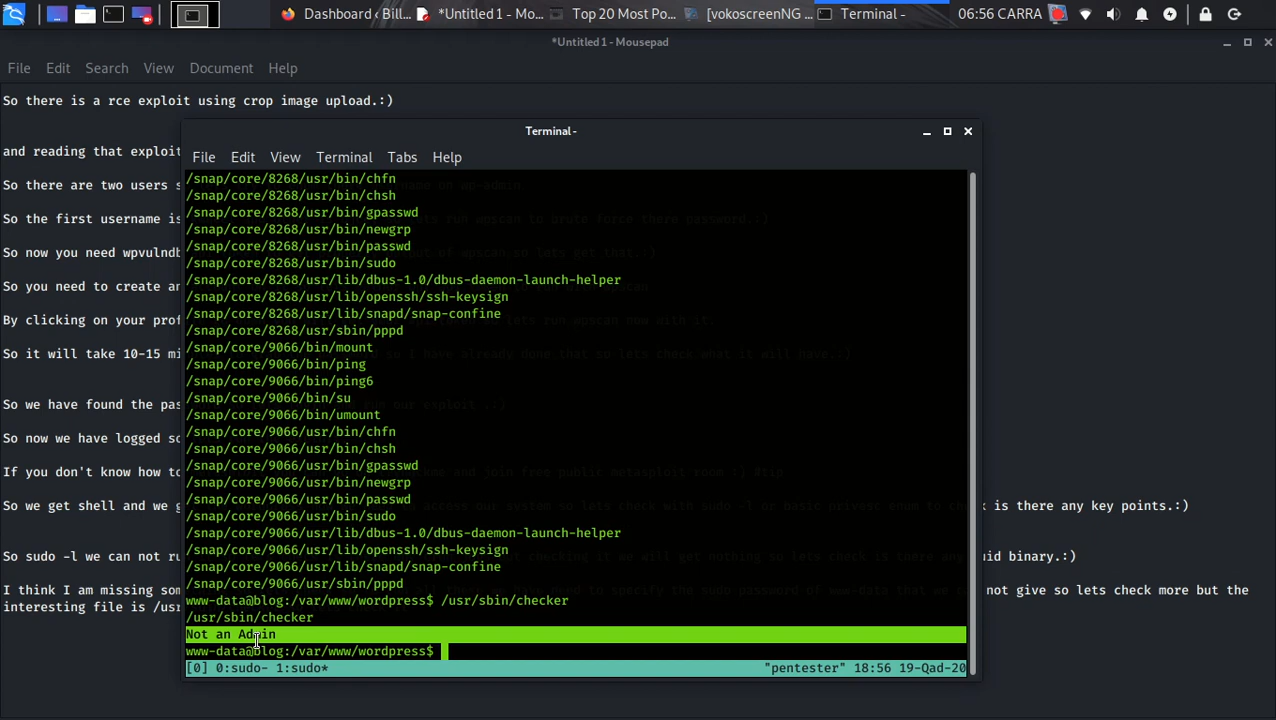 Dashboard ‹ Bill...
*Untitled 1 - Mo...
Top 20 Most Po...
[vokoscreenNG ...
Terminal -
06:56 CARRA
*Untitled 1 - Mousepad
File Edit Search View Document Help
So there is a rce exploit using crop image upload.:)
and reading that exploit
So there are two users s
So the first username is
So now you need wpvulndb
So you need to create an
By clicking on your prof
So it will take 10-15 mi
So we have found the pas
So now we have logged so
If you don't know how to
So we get shell and we g
k is there any key points.:)
So sudo -l we can not ru
uid binary.:)
I think I am missing som
not give so lets check more but the
interesting file is /usr
Terminal -
File Edit View Terminal Tabs Help
/snap/core/8268/usr/bin/chfn
/snap/core/8268/usr/bin/chsh
/snap/core/8268/usr/bin/gpasswd
/snap/core/8268/usr/bin/newgrp
/snap/core/8268/usr/bin/passwd
/snap/core/8268/usr/bin/sudo
/snap/core/8268/usr/lib/dbus-1.0/dbus-daemon-launch-helper
/snap/core/8268/usr/lib/openssh/ssh-keysign
/snap/core/8268/usr/lib/snapd/snap-confine
/snap/core/8268/usr/sbin/pppd
/snap/core/9066/bin/mount
/snap/core/9066/bin/ping
/snap/core/9066/bin/ping6
/snap/core/9066/bin/su
/snap/core/9066/bin/umount
/snap/core/9066/usr/bin/chfn
/snap/core/9066/usr/bin/chsh
/snap/core/9066/usr/bin/gpasswd
/snap/core/9066/usr/bin/newgrp
/snap/core/9066/usr/bin/passwd
/snap/core/9066/usr/bin/sudo
/snap/core/9066/usr/lib/dbus-1.0/dbus-daemon-launch-helper
/snap/core/9066/usr/lib/openssh/ssh-keysign
/snap/core/9066/usr/lib/snapd/snap-confine
/snap/core/9066/usr/sbin/pppd
www-data@blog:/var/www/wordpress$ /usr/sbin/checker
/usr/sbin/checker
Not an Admin
www-data@blog:/var/www/wordpress$
[0] 0:sudo- 1:sudo* "pentester" 18:56 19-Qad-20